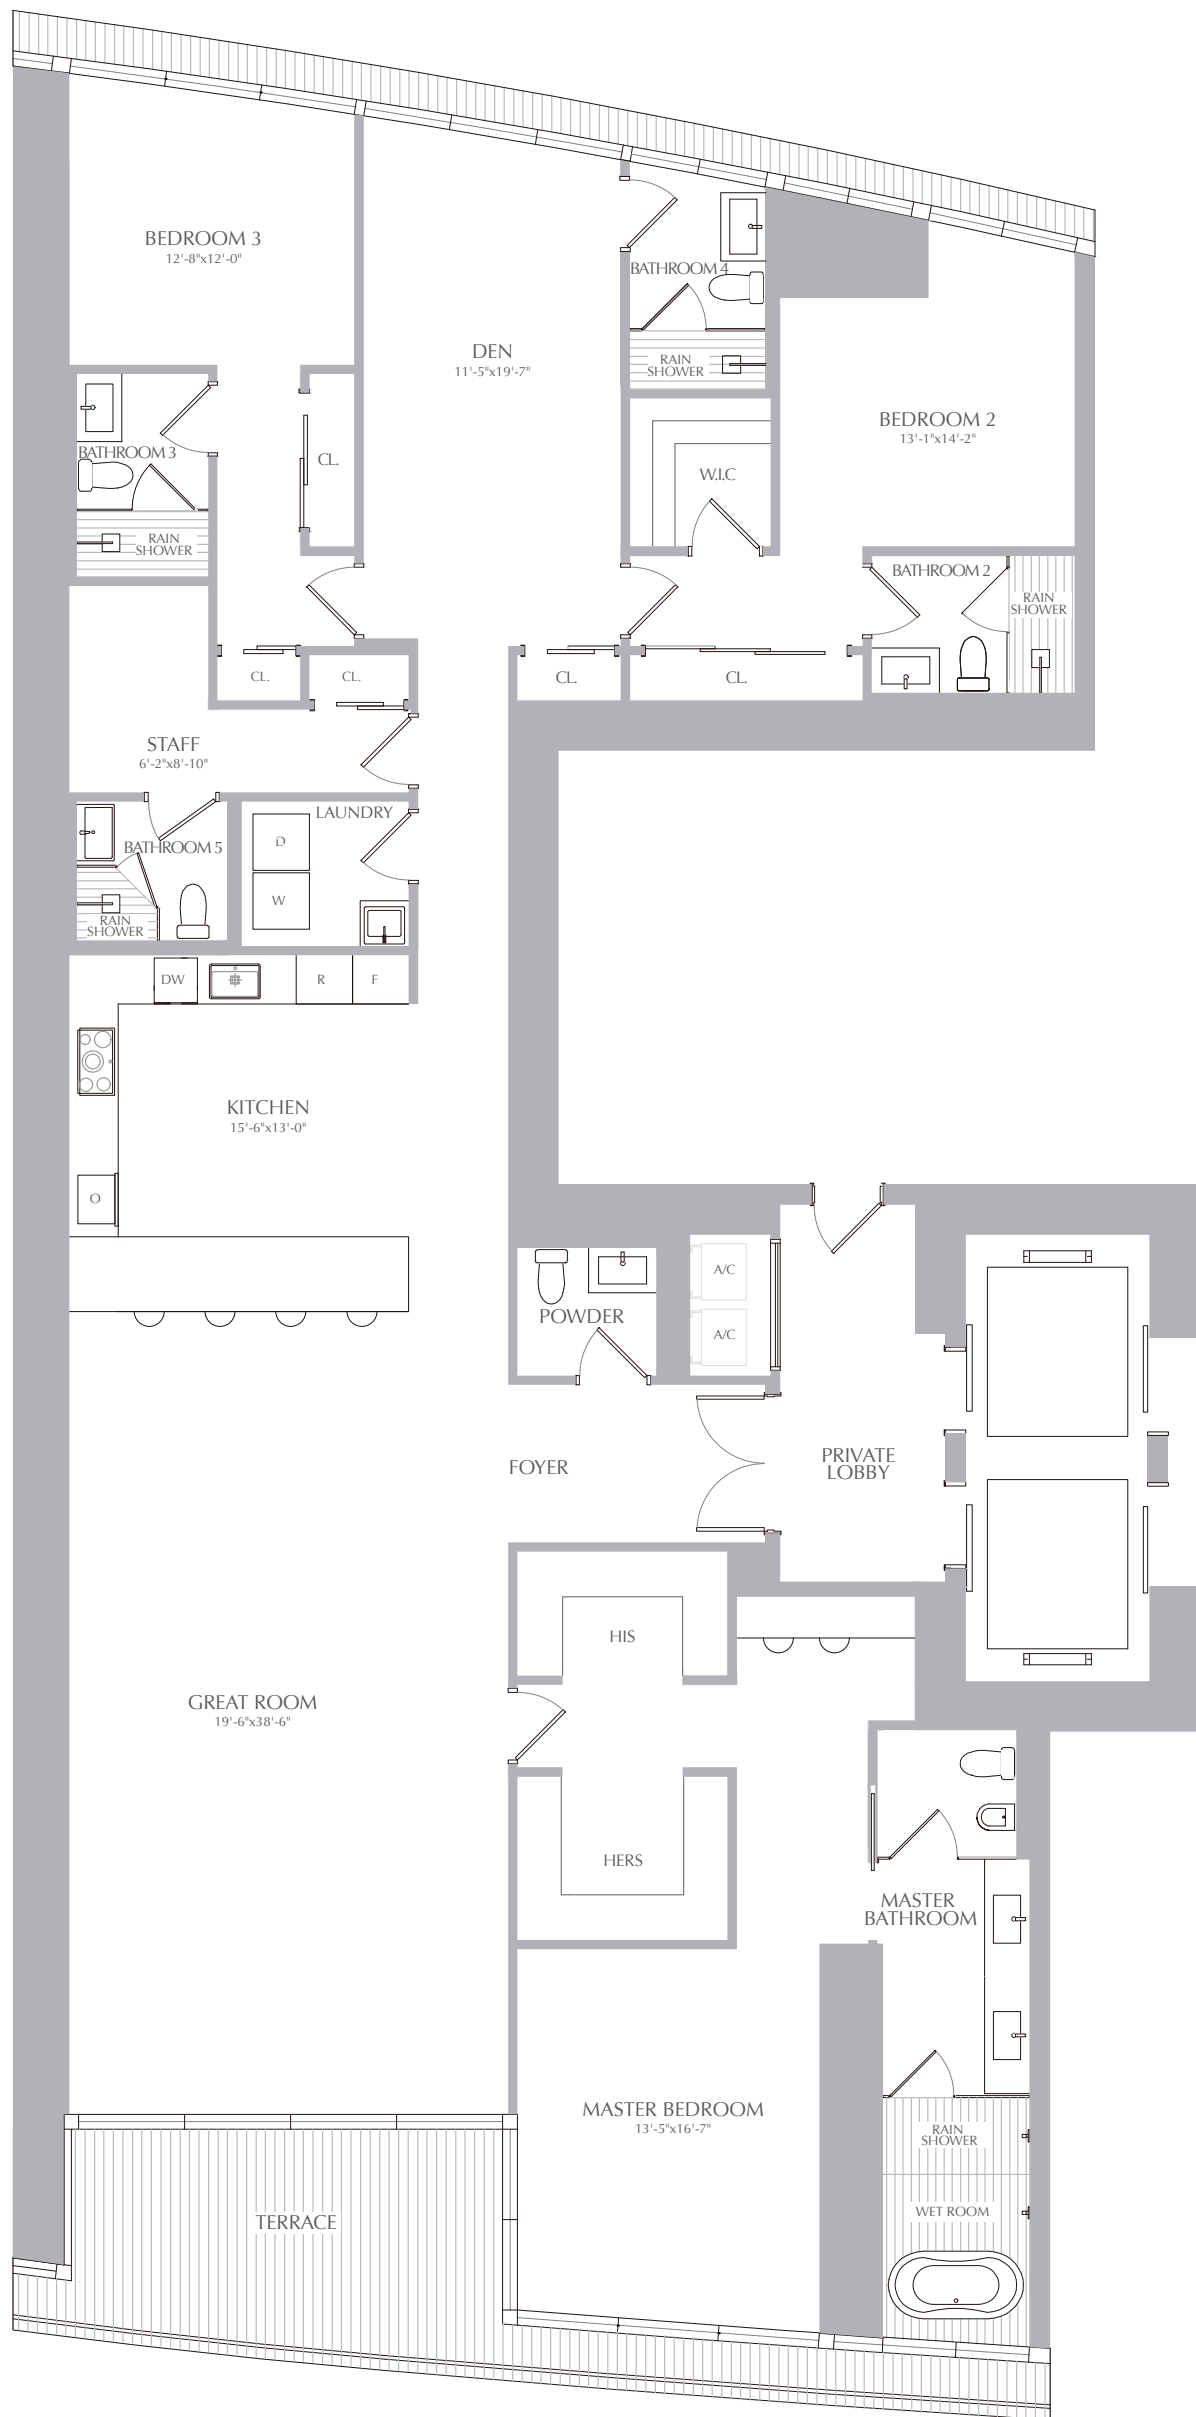 BEDROOM 3
12'-8"x12'-0"
BATHROOM 4
DEN
11'-5"x19'-7"
RAIN
SHOWER
BEDROOM 2
13'-1"x14'-2"
BATHROOM 3
CL.
W.I.C
RAIN
SHOWER
BATHROOM 2
RAIN
SHOWER
CL.
CL.
CL.
CL.
STAFF
6'-2"x8'-10"
LAUNDRY
D
BATHROOM 5
W
RAIN
SHOWER
DW
R
F
KITCHEN
15'-6"x13'-0"
O
A/C
POWDER
A/C
FOYER
PRIVATE
LOBBY
HIS
GREAT ROOM
19'-6"x38'-6"
HERS
MASTER
BATHROOM
MASTER BEDROOM
13'-5"x16'-7"
RAIN
SHOWER
WET ROOM
TERRACE